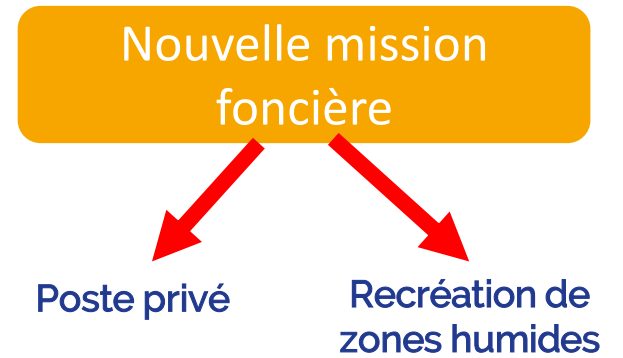 Nouvelle mission
foncière
Poste privé
Recréation de
zones humides